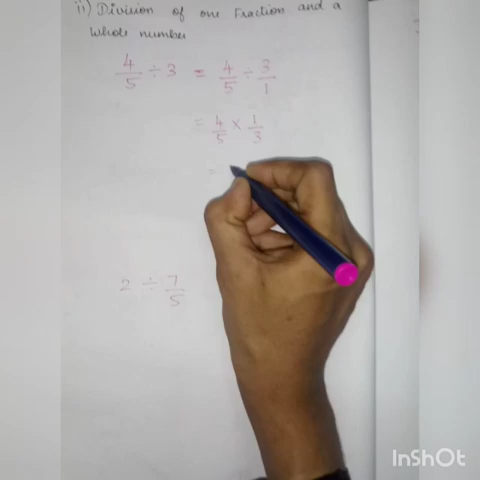 ii) Division of one Fraction and a
whole number
4/5 ÷ 3 = 4/5 ÷ 3/1
= 4/5 × 1/3
=
2 ÷ 7/5
InShOt